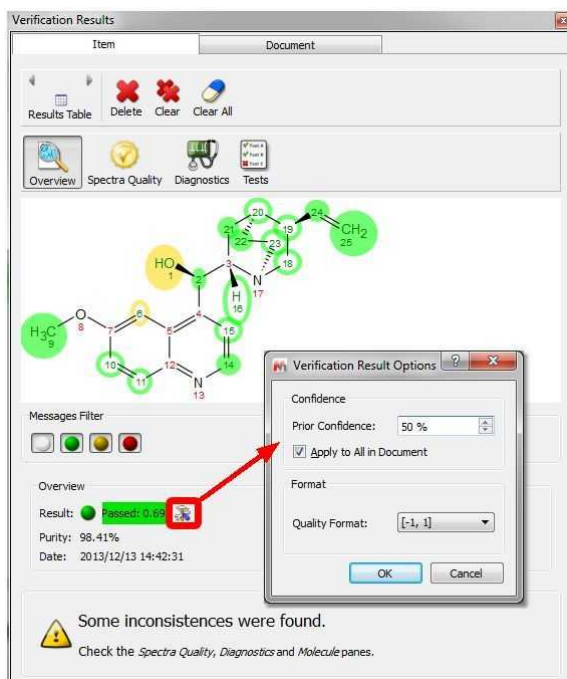 Verification Results
Item Document
Results Table Delete Clear Clear All
Overview Spectra Quality Diagnostics Tests
20
21 19 24
22 23 CH2
25
HO 3 18
1 2 N
H 17
16
O 6 4
8 7 5 15
H3C
9
10 12 14
11 N
13
Verification Result Options
Confidence
Prior Confidence: 50 %
Apply to All in Document
Format
Quality Format: [-1, 1]
OK Cancel
Messages Filter
Overview
Result: Passed: 0.69
Purity: 98.41%
Date: 2013/12/13 14:42:31
Some inconsistences were found.
Check the Spectra Quality, Diagnostics and Molecule panes.